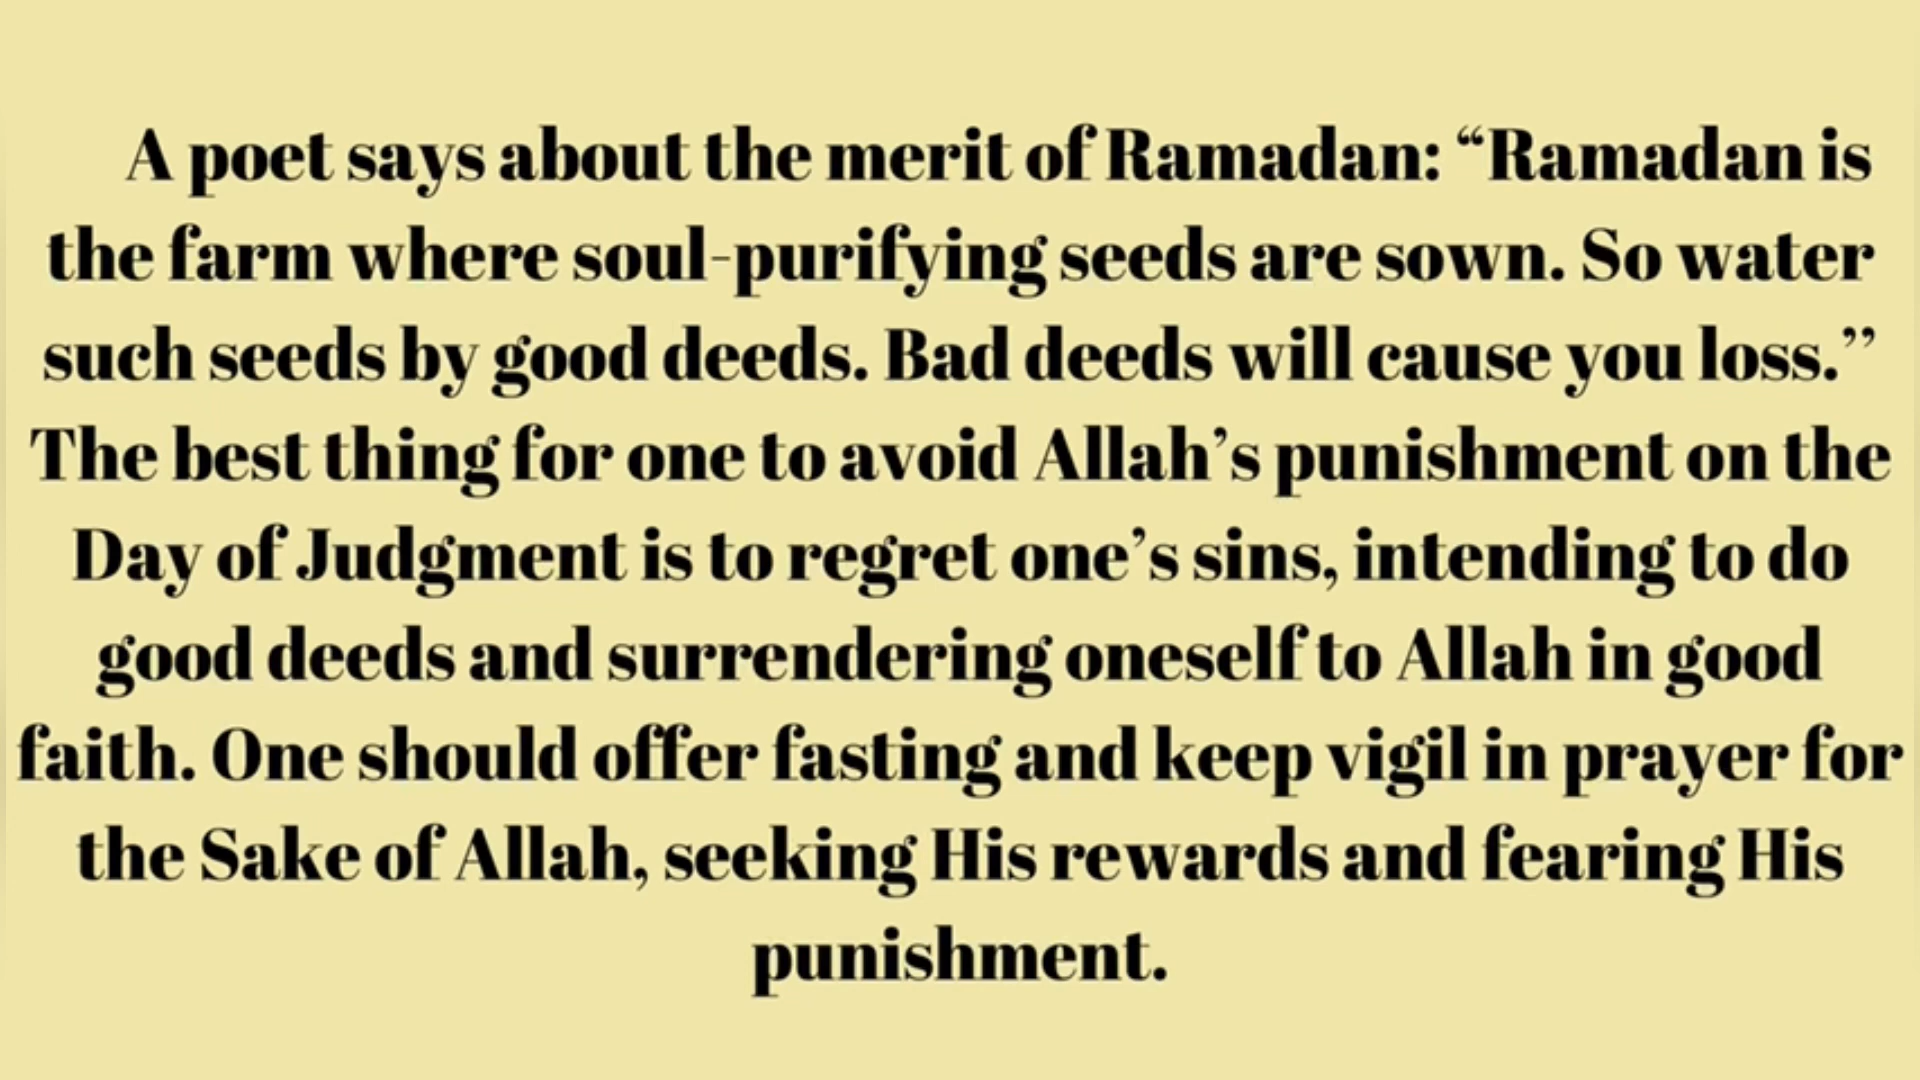 A poet says about the merit of Ramadan: “Ramadan is
the farm where soul-purifying seeds are sown. So water
such seeds by good deeds. Bad deeds will cause you loss.”
The best thing for one to avoid Allah’s punishment on the
Day of Judgment is to regret one’s sins, intending to do
good deeds and surrendering oneself to Allah in good
faith. One should offer fasting and keep vigil in prayer for
the Sake of Allah, seeking His rewards and fearing His
punishment.